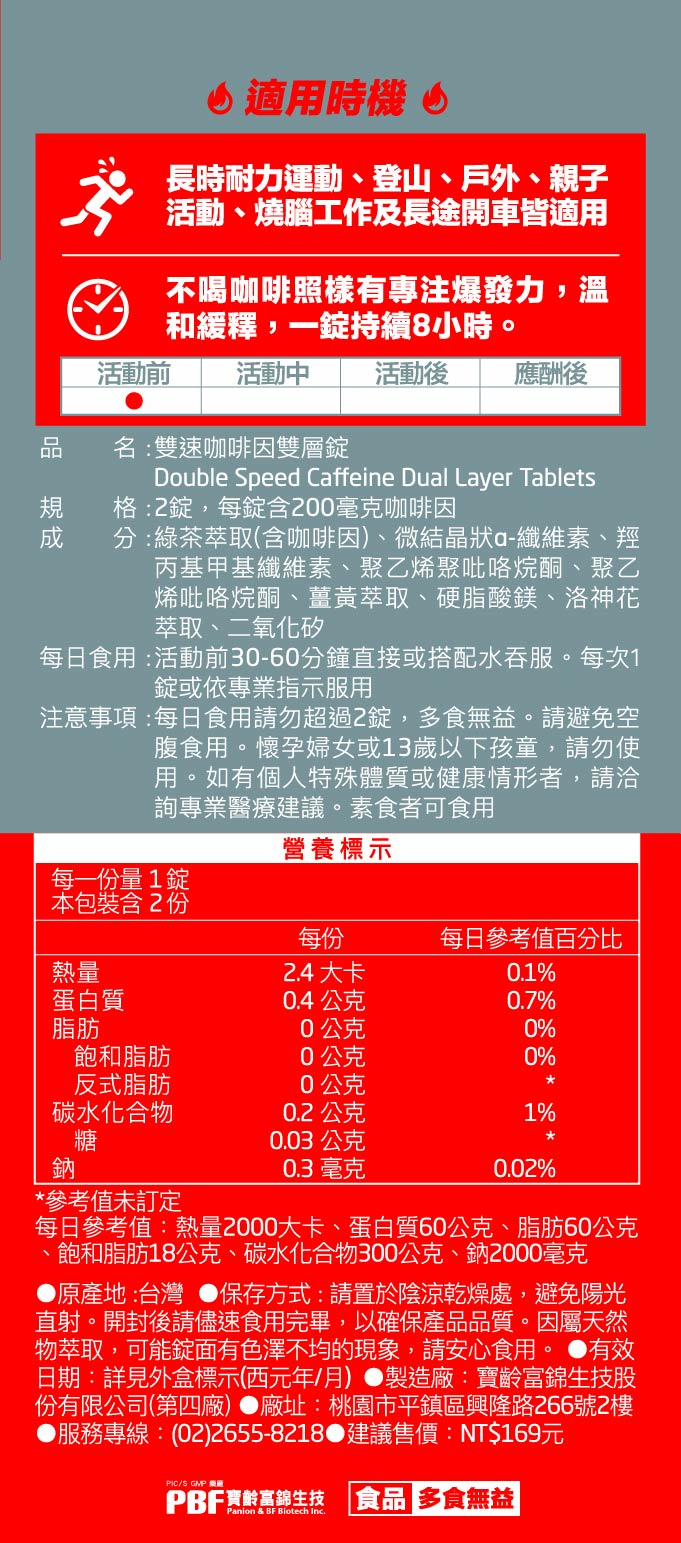 適用時機
長時耐力運動、登山、戶外、親子
活動、燒腦工作及長途開車皆適用
不喝咖啡照樣有專注爆發力，溫
和緩釋，一錠持續8小時。
活動前 活動中 活動後 應酬後
品名:雙速咖啡因雙層錠
Double Speed Caffeine Dual Layer Tablets
規格:2錠，每錠含200毫克咖啡因
成分:綠茶萃取(含咖啡因)、微結晶狀α-纖維素、羥
丙基甲基纖維素、聚乙烯聚吡咯烷酮、聚乙
烯吡咯烷酮、薑黃萃取、硬脂酸鎂、洛神花
萃取、二氧化矽
每日食用:活動前30-60分鐘直接或搭配水吞服。每次1
錠或依專業指示服用
注意事項:每日食用請勿超過2錠，多食無益。請避免空
腹食用。懷孕婦女或13歲以下孩童，請勿使
用。如有個人特殊體質或健康情形者，請洽
詢專業醫療建議。素食者可食用
營養標示
每一份量 1 錠
本包裝含 2 份
每份 每日參考值百分比
熱量 2.4 大卡 0.1%
蛋白質 0.4 公克 0.7%
脂肪 0 公克 0%
飽和脂肪 0 公克 0%
反式脂肪 0 公克 *
碳水化合物 0.2 公克 1%
糖 0.03 公克 *
鈉 0.3 毫克 0.02%
*參考值未訂定
每日參考值：熱量2000大卡、蛋白質60公克、脂肪60公克
、飽和脂肪18公克、碳水化合物300公克、鈉2000毫克
●原產地:台灣 ●保存方式:請置於陰涼乾燥處，避免陽光
直射。開封後請儘速食用完畢，以確保產品品質。因屬天然
物萃取，可能錠面有色澤不均的現象，請安心食用。 ●有效
日期：詳見外盒標示(西元年/月) ●製造廠：寶齡富錦生技股
份有限公司(第四廠) ●廠址：桃園市平鎮區興隆路266號2樓
●服務專線：(02)2655-8218●建議售價：NT$169元
PIC/S GMP 藥廠
PBF 寶齡富錦生技
Panion & BF Biotech Inc.
食品 多食無益